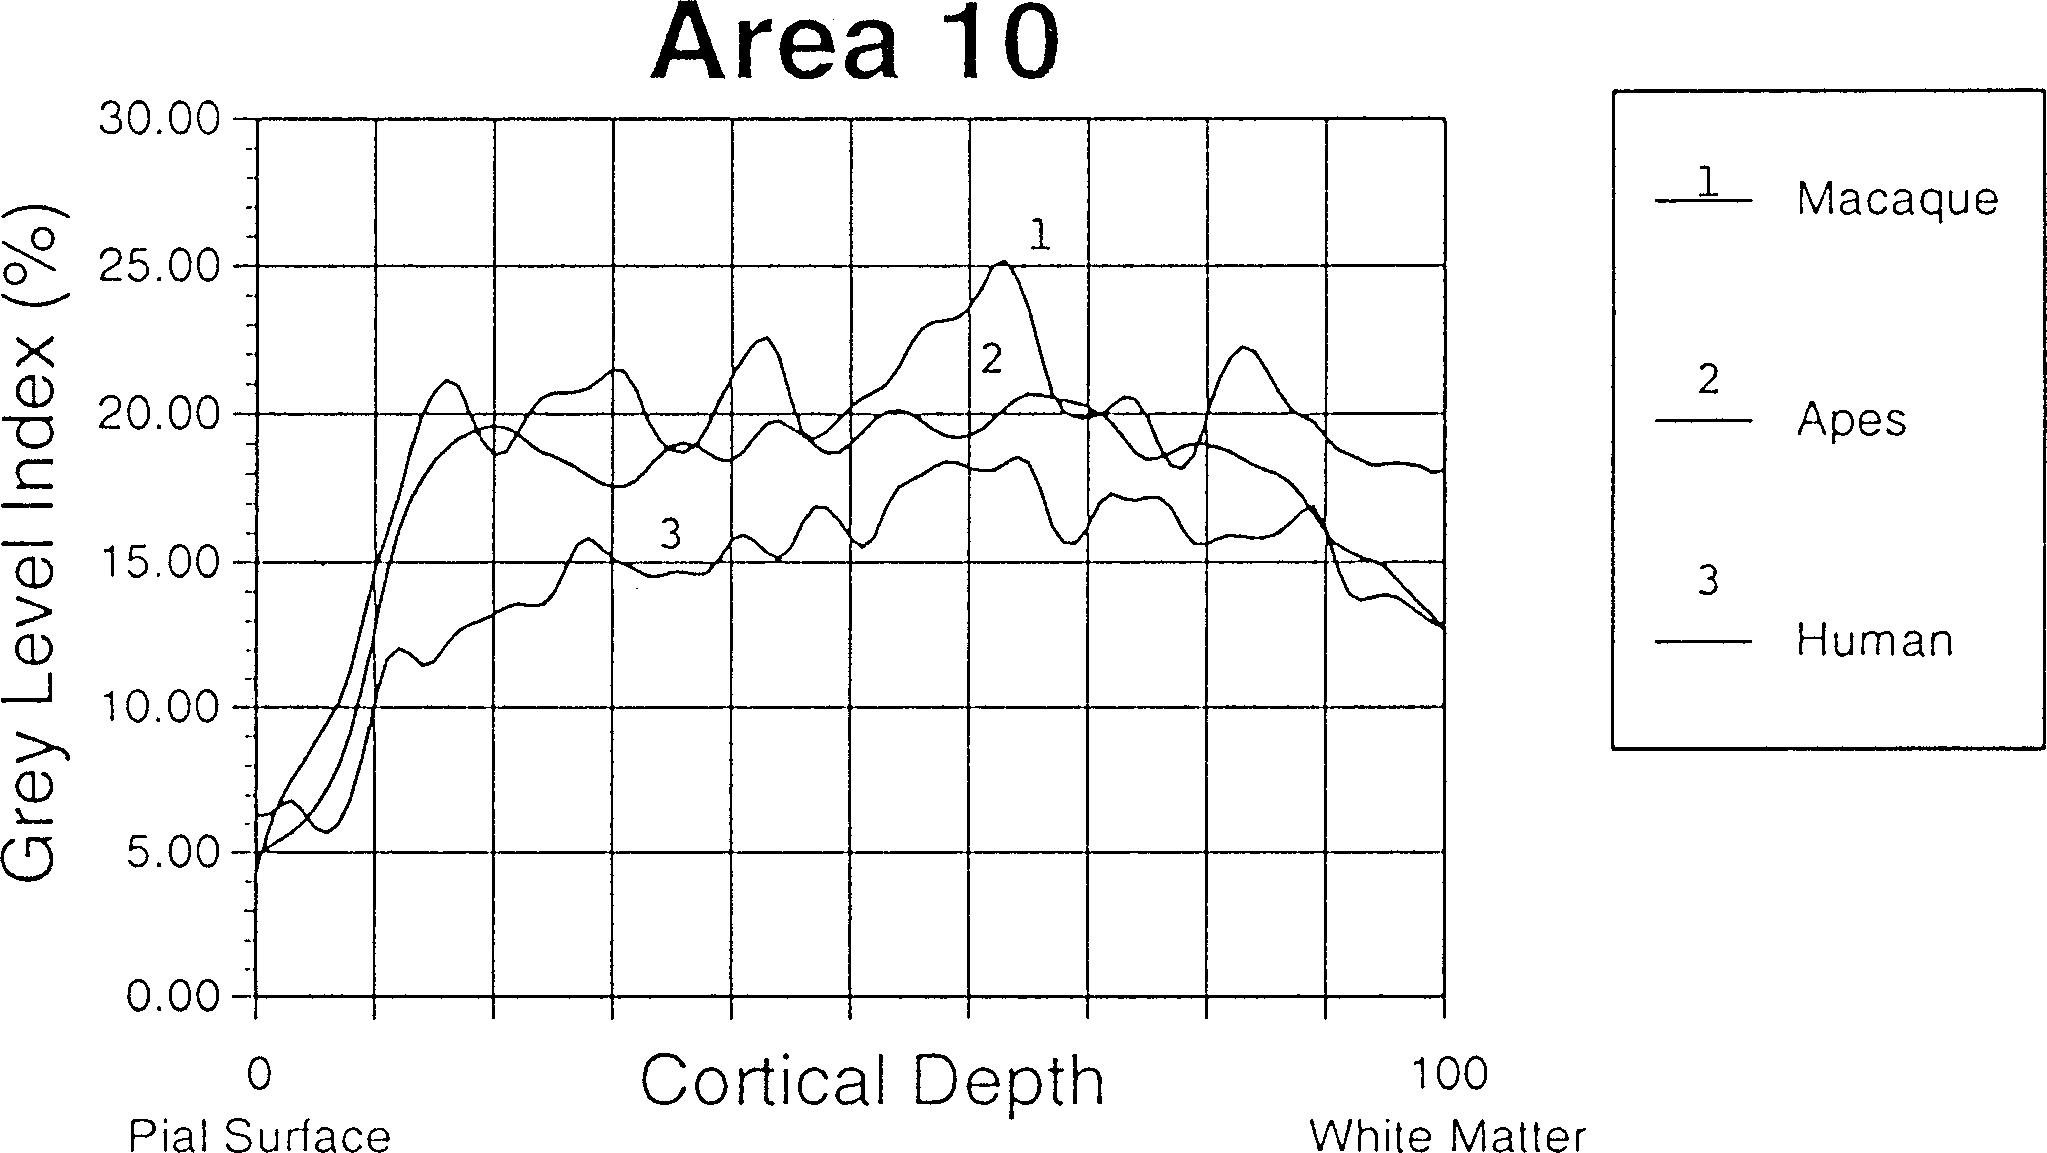 Area 10
Grey Level Index (%)
30.00
25.00
20.00
15.00
10.00
5.00
0.00
1
2
3
0
100
Cortical Depth
Pial Surface
White Matter
1 Macaque
2 Apes
3 Human